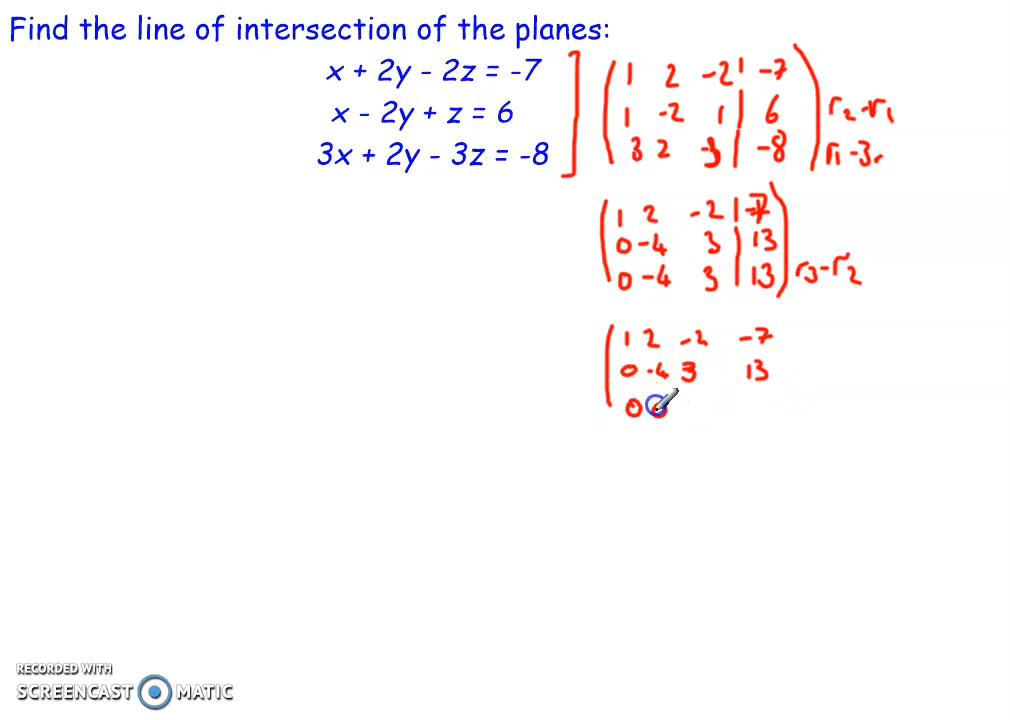 Find the line of intersection of the planes:
x + 2y - 2z = -7
x - 2y + z = 6
3x + 2y - 3z = -8
1 2 -2 | -7
1 -2 1 | 6 r2 - r1
3 2 -3 | -8 r1 - 3r
1 2 -2 | -7
0 -4 3 | 13
0 -4 3 | 13 r3 - r2
1 2 -2 -7
0 -4 3 13
0 0
RECORDED WITH
SCREENCAST MATIC